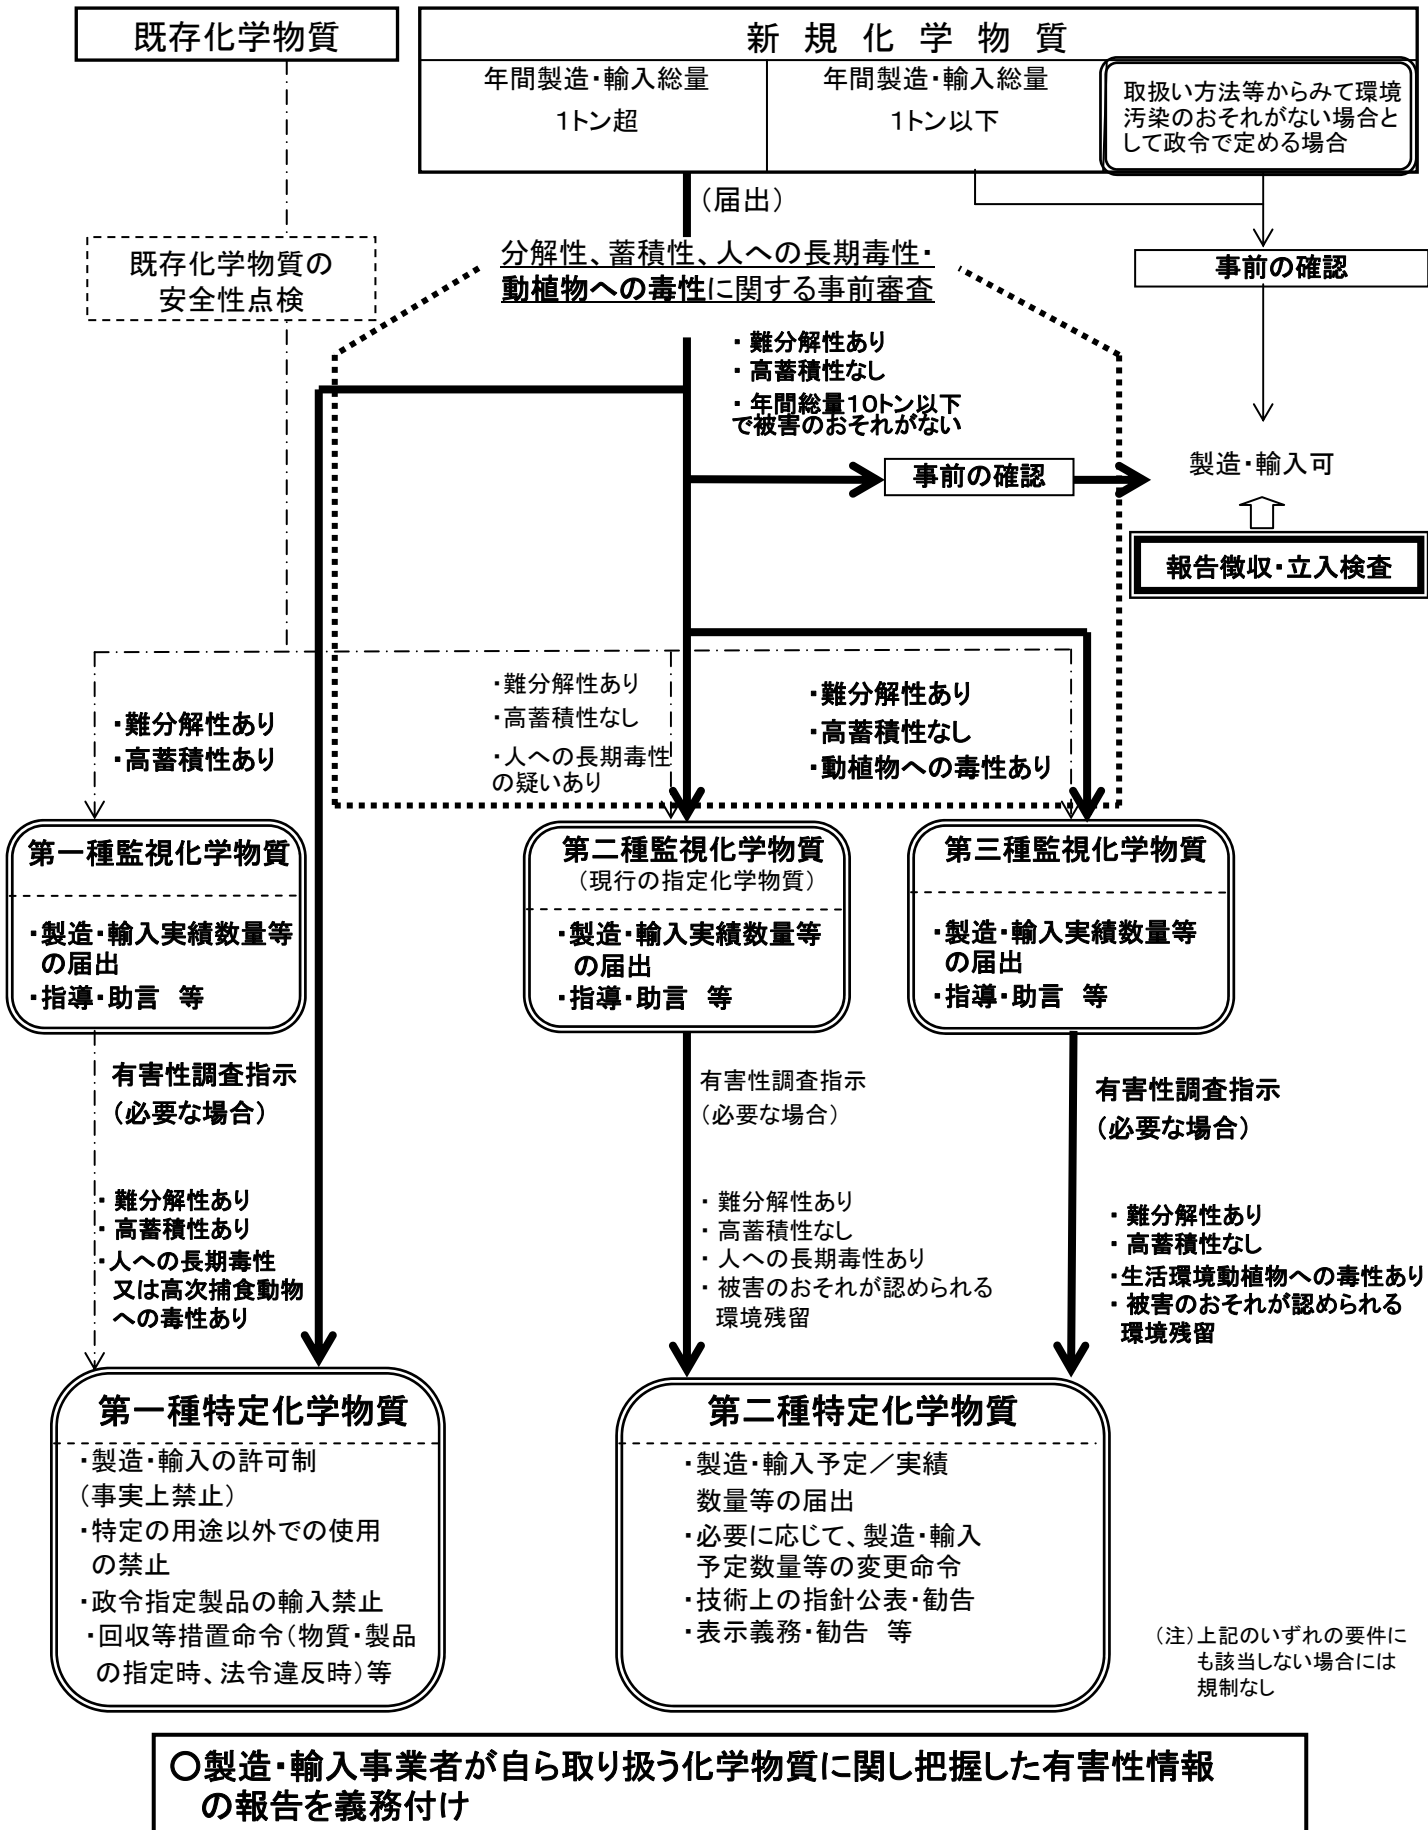 既存化学物質
新規化学物質
年間製造・輸入総量
1トン超
年間製造・輸入総量
1トン以下
取扱い方法等からみて環境
汚染のおそれがない場合と
して政令で定める場合
（届出）
既存化学物質の
安全性点検
分解性、蓄積性、人への長期毒性・
動植物への毒性に関する事前審査
事前の確認
・難分解性あり
・高蓄積性なし
・年間総量10トン以下
で被害のおそれがない
事前の確認
製造・輸入可
報告徴収・立入検査
・難分解性あり
・高蓄積性あり
・難分解性あり
・高蓄積性なし
・人への長期毒性
の疑いあり
・難分解性あり
・高蓄積性なし
・動植物への毒性あり
第一種監視化学物質
・製造・輸入実績数量等
の届出
・指導・助言　等
第二種監視化学物質
（現行の指定化学物質）
・製造・輸入実績数量等
の届出
・指導・助言　等
第三種監視化学物質
・製造・輸入実績数量等
の届出
・指導・助言　等
有害性調査指示
（必要な場合）
・難分解性あり
・高蓄積性あり
・人への長期毒性
又は高次捕食動物
への毒性あり
有害性調査指示
（必要な場合）
・難分解性あり
・高蓄積性なし
・人への長期毒性あり
・被害のおそれが認められる
環境残留
有害性調査指示
（必要な場合）
・難分解性あり
・高蓄積性なし
・生活環境動植物への毒性あり
・被害のおそれが認められる
環境残留
第一種特定化学物質
・製造・輸入の許可制
（事実上禁止）
・特定の用途以外での使用
の禁止
・政令指定製品の輸入禁止
・回収等措置命令（物質・製品
の指定時、法令違反時）等
第二種特定化学物質
・製造・輸入予定／実績
数量等の届出
・必要に応じて、製造・輸入
予定数量等の変更命令
・技術上の指針公表・勧告
・表示義務・勧告　等
（注）上記のいずれの要件に
も該当しない場合には
規制なし
○製造・輸入事業者が自ら取り扱う化学物質に関し把握した有害性情報
の報告を義務付け